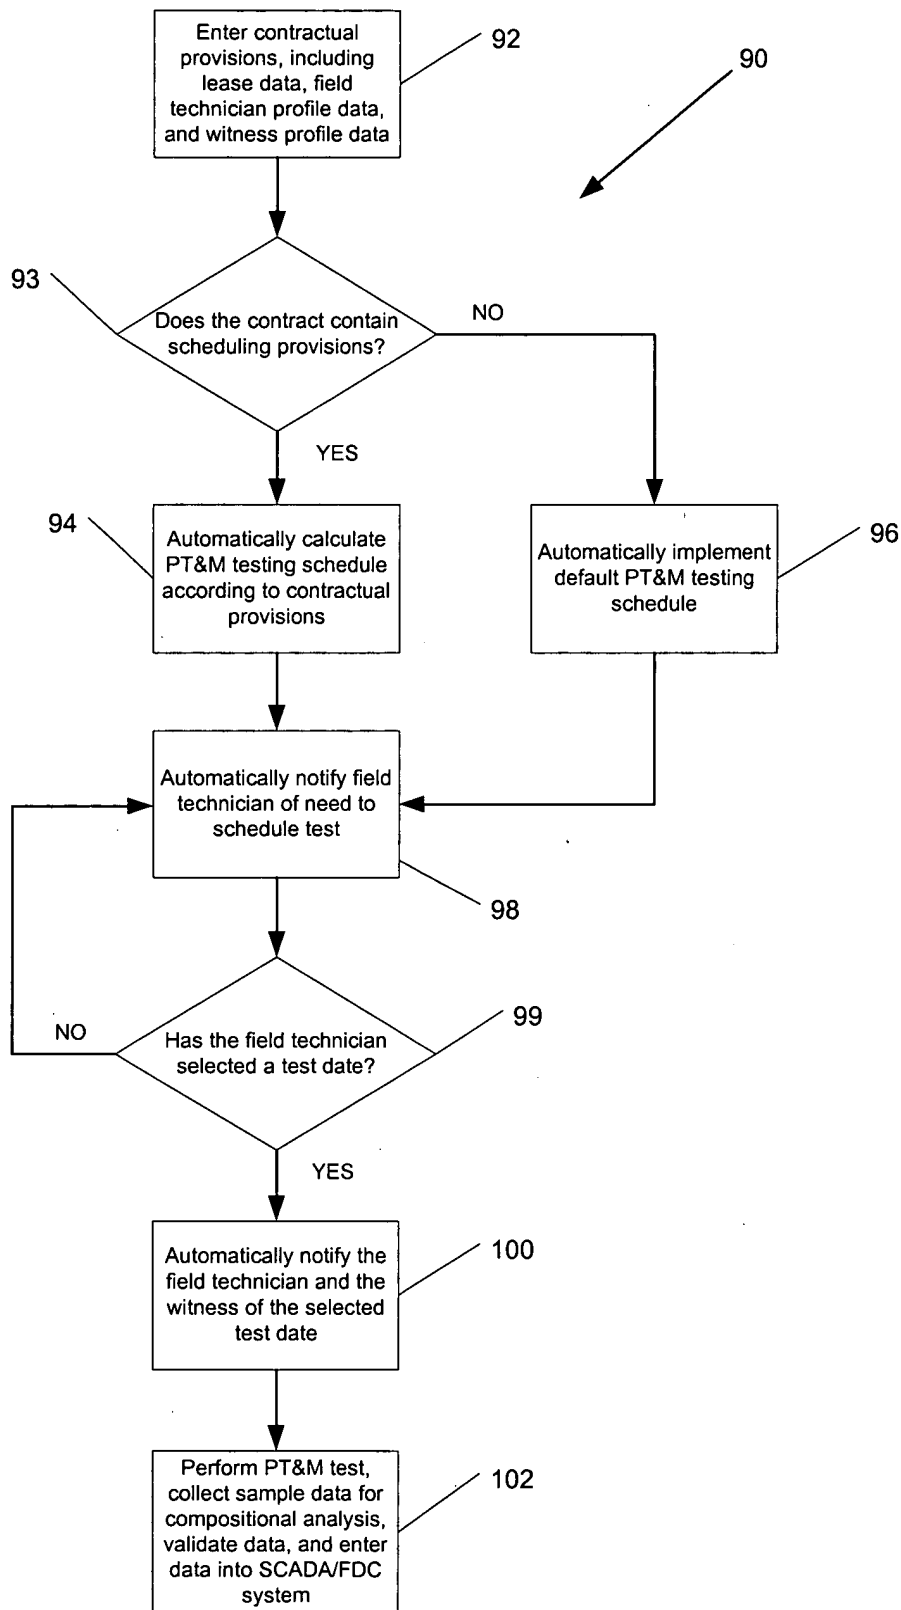 Enter contractual
provisions, including
lease data, field
technician profile data,
and witness profile data
92
90
93
Does the contract contain
scheduling provisions?
NO
YES
94
Automatically calculate
PT&M testing schedule
according to contractual
provisions
Automatically implement
default PT&M testing
schedule
96
Automatically notify field
technician of need to
schedule test
98
NO
Has the field technician
selected a test date?
99
YES
Automatically notify the
field technician and the
witness of the selected
test date
100
Perform PT&M test,
collect sample data for
compositional analysis,
validate data, and enter
data into SCADA/FDC
system
102